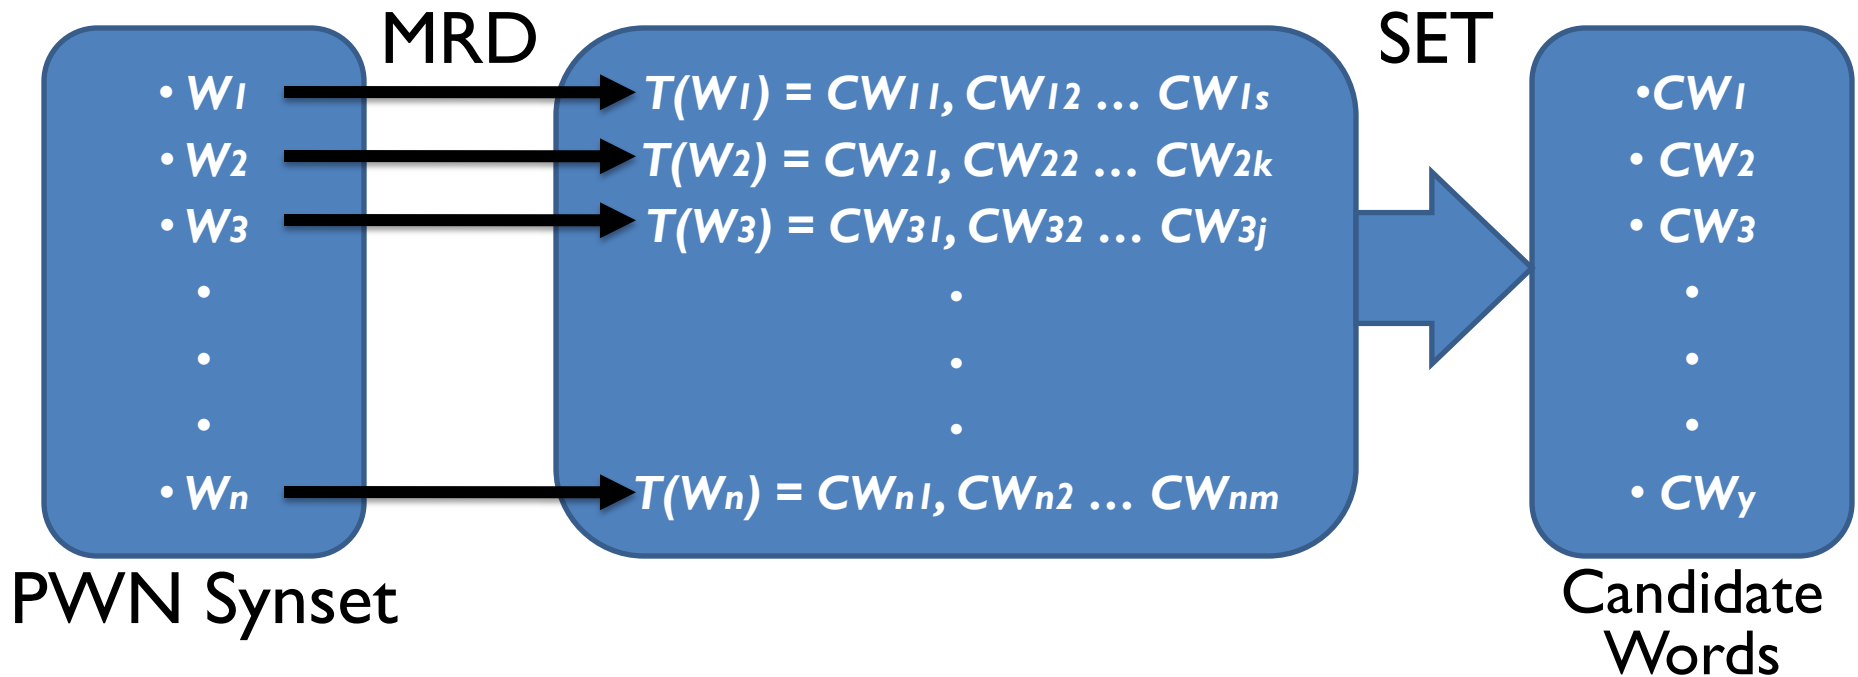 MRD
SET
• W1
• W2
• W3
•
•
•
• Wn
T(W1) = CW11, CW12 … CW1s
T(W2) = CW21, CW22 … CW2k
T(W3) = CW31, CW32 … CW3j
•
•
•
T(Wn) = CWn1, CWn2 … CWnm
•CW1
• CW2
• CW3
•
•
•
• CWy
PWN Synset
Candidate
Words